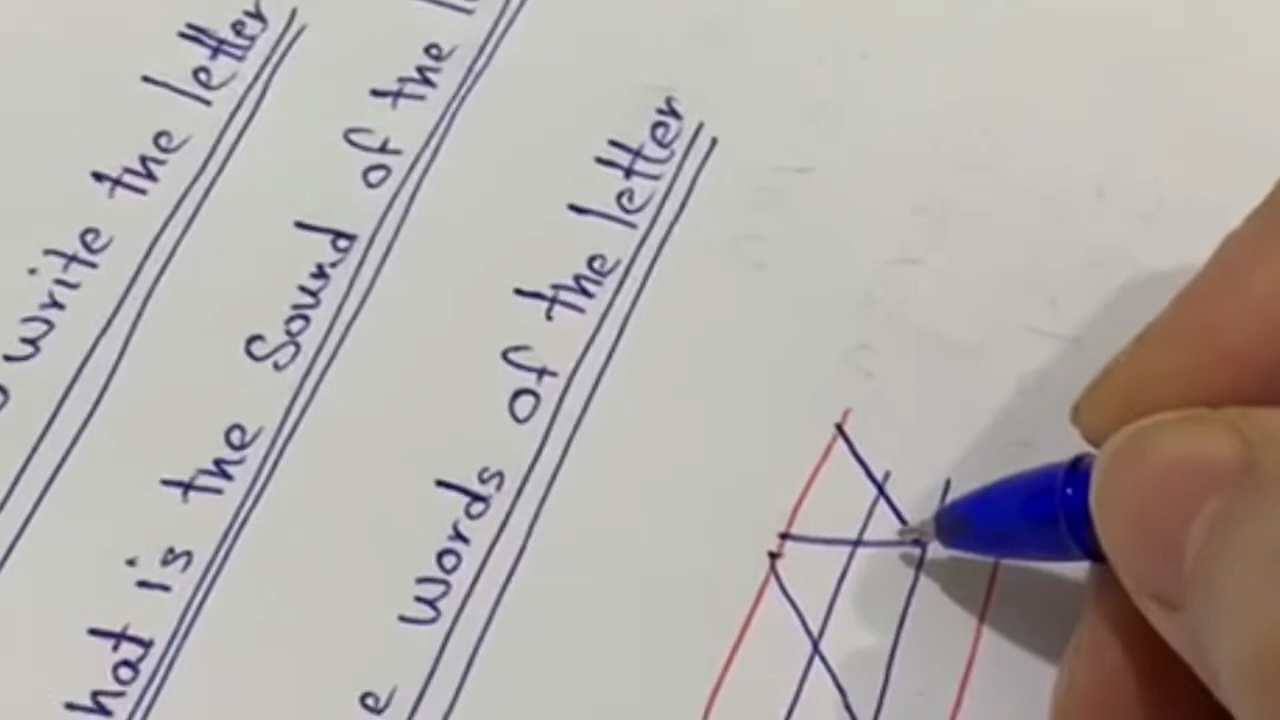 write the letter
hat is the Sound of the
words of the letter